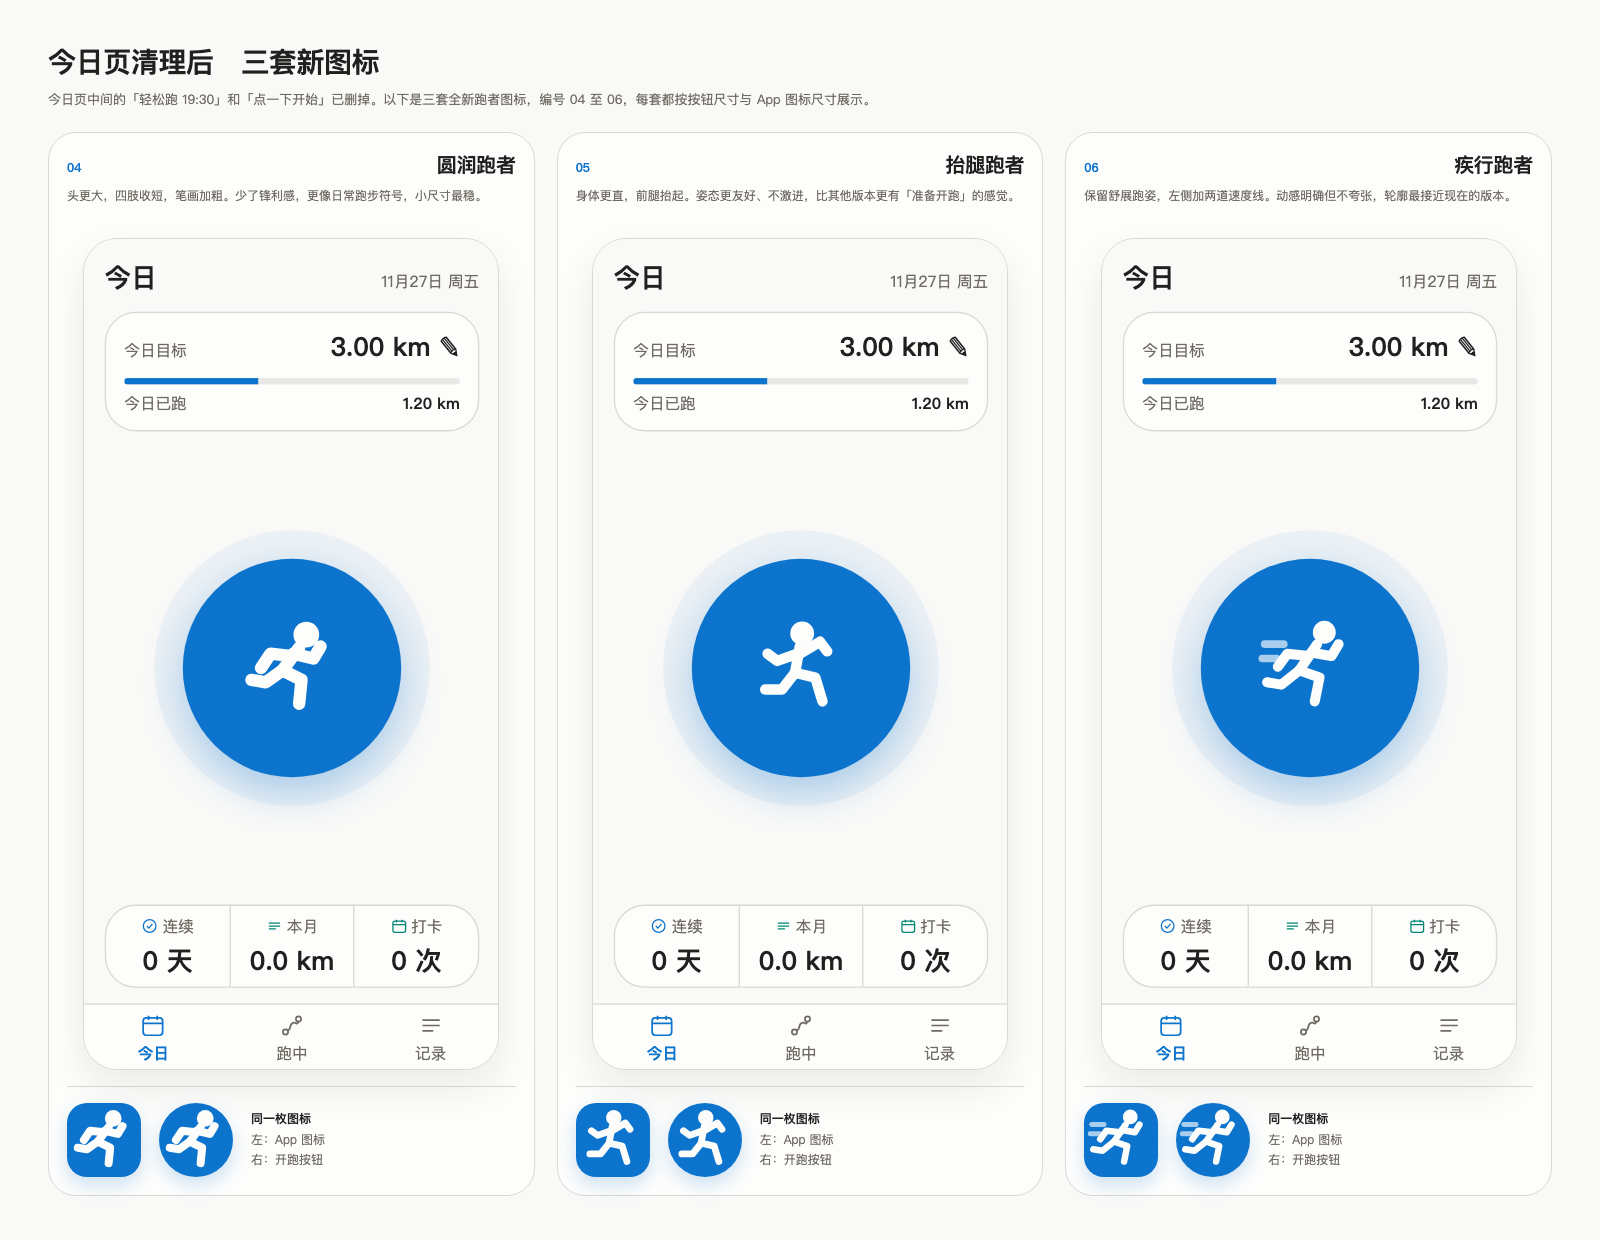 今日页清理后　三套新图标
今日页中间的「轻松跑 19:30」和「点一下开始」已删掉。以下是三套全新跑者图标，编号 04 至 06，每套都按按钮尺寸与 App 图标尺寸展示。
04
圆润跑者
头更大，四肢收短，笔画加粗。少了锋利感，更像日常跑步符号，小尺寸最稳。
今日
11月27日 周五
今日目标
3.00 km
今日已跑
1.20 km
连续
本月
打卡
0 天
0.0 km
0 次
今日
跑中
记录
同一枚图标
左：App 图标
右：开跑按钮
05
抬腿跑者
身体更直，前腿抬起。姿态更友好、不激进，比其他版本更有「准备开跑」的感觉。
今日
11月27日 周五
今日目标
3.00 km
今日已跑
1.20 km
连续
本月
打卡
0 天
0.0 km
0 次
今日
跑中
记录
同一枚图标
左：App 图标
右：开跑按钮
06
疾行跑者
保留舒展跑姿，左侧加两道速度线。动感明确但不夸张，轮廓最接近现在的版本。
今日
11月27日 周五
今日目标
3.00 km
今日已跑
1.20 km
连续
本月
打卡
0 天
0.0 km
0 次
今日
跑中
记录
同一枚图标
左：App 图标
右：开跑按钮